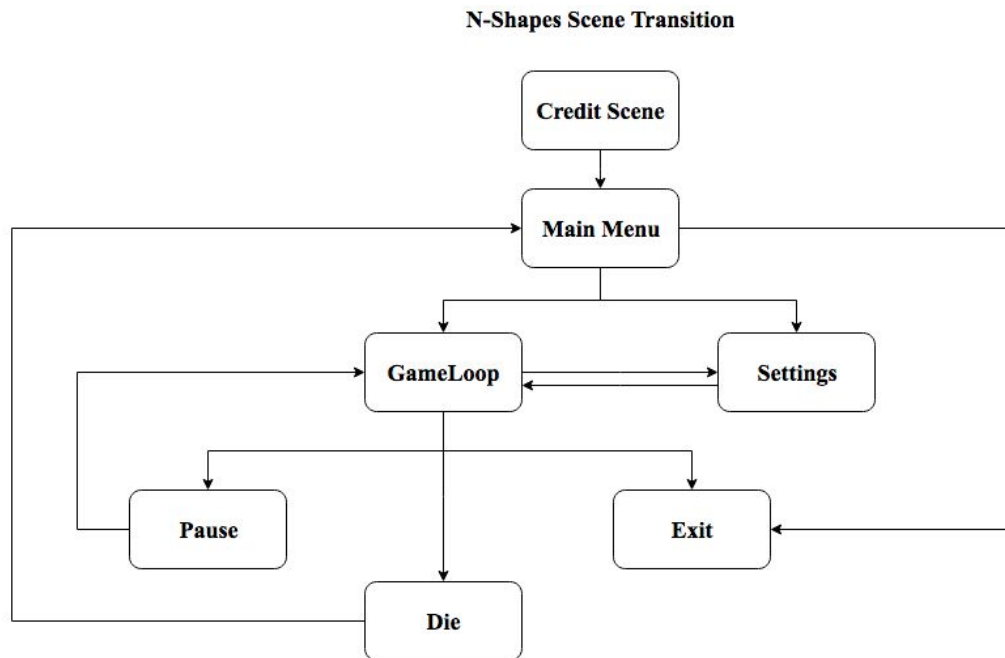 N-Shapes Scene Transition
Credit Scene
Main Menu
GameLoop
Settings
Pause
Exit
Die